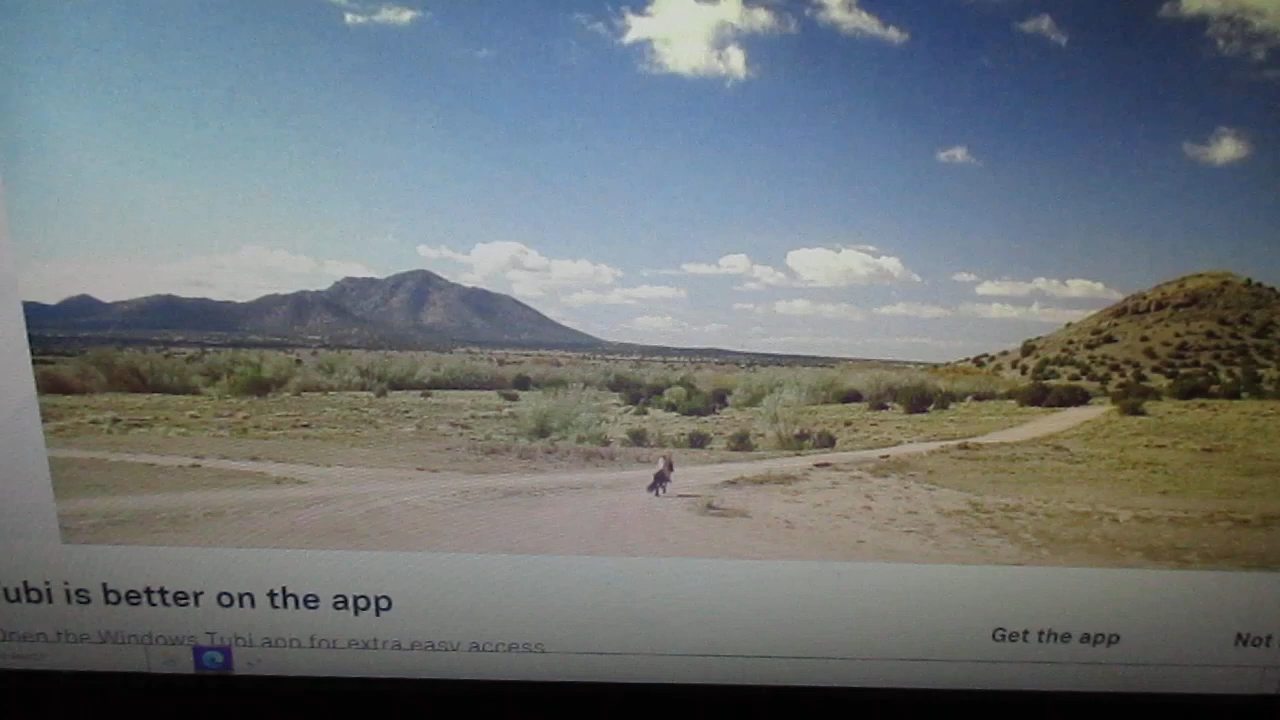 ubi is better on the app
Open the Windows Tubi app for extra easy access
Get the app
Not